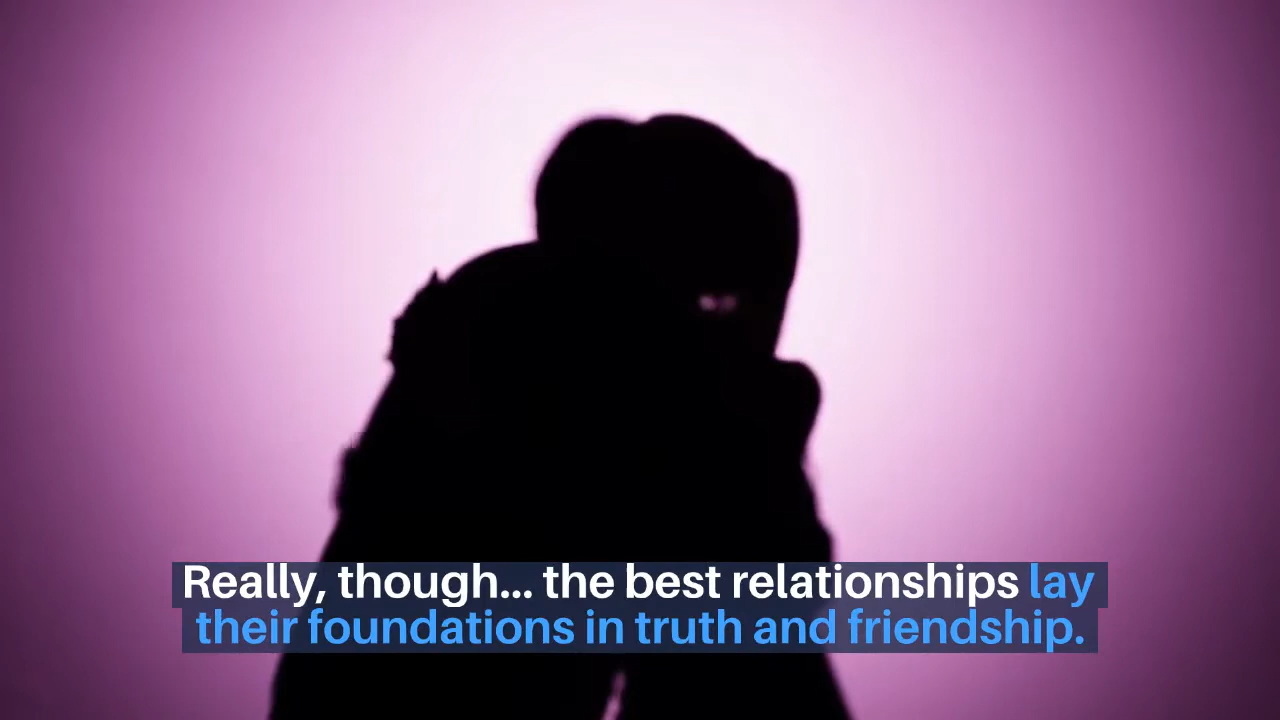 Really, though... the best relationships lay
their foundations in truth and friendship.